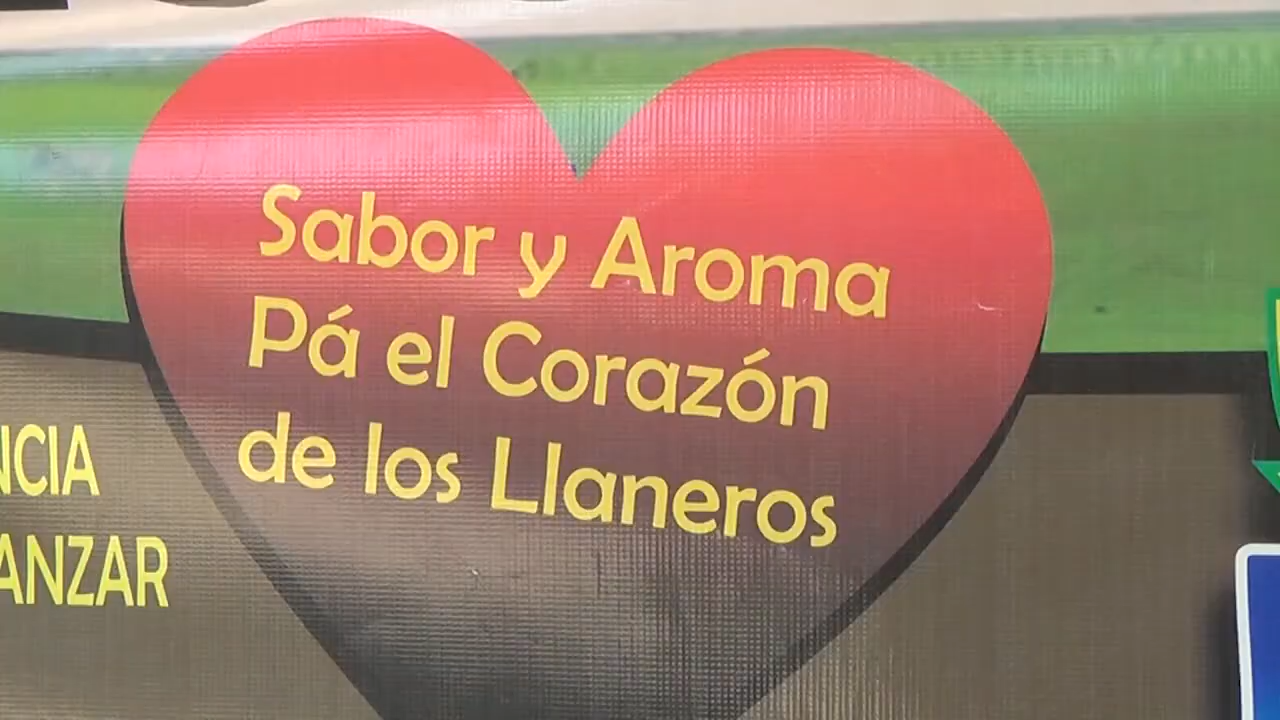 Sabor y Aroma
Pá el Corazón
de los Llaneros
NCIA
ANZAR